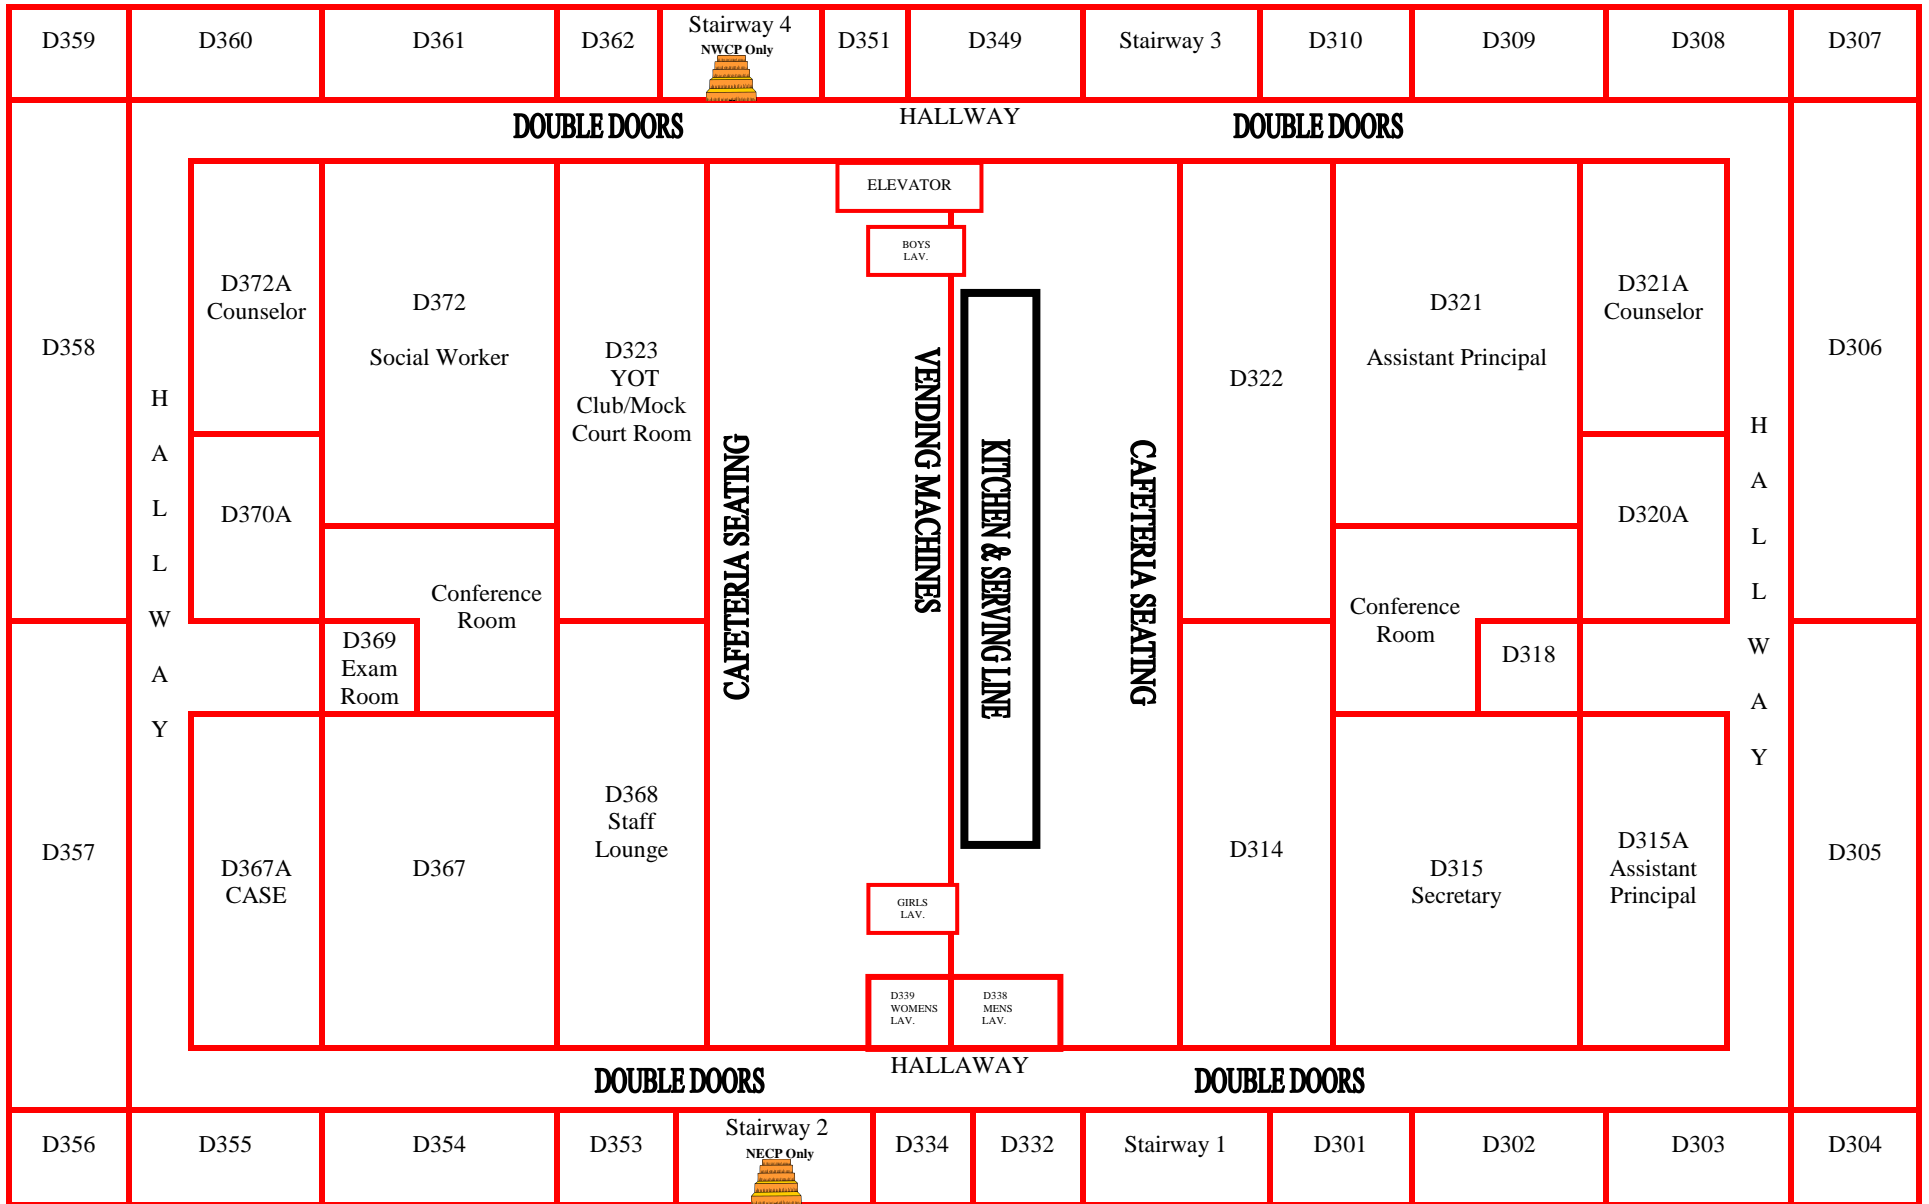 D359
D360
D361
D362
Stairway 4
NWCP Only
D351
D349
Stairway 3
D310
D309
D308
D307
DOUBLE DOORS
HALLWAY
DOUBLE DOORS
D358
HALLWAY
D372A
Counselor
D372
Social Worker
D323
YOT
Club/Mock
Court Room
CAFETERIA SEATING
ELEVATOR
BOYS
LAV.
VENDING MACHINES
KITCHEN & SERVING LINE
CAFETERIA SEATING
D322
D321
Assistant Principal
D321A
Counselor
HALLWAY
D306
D370A
Conference
Room
D369
Exam
Room
Conference
Room
D318
D320A
D357
D367A
CASE
D367
D368
Staff
Lounge
GIRLS
LAV.
D339
WOMENS
LAV.
D338
MENS
LAV.
D314
D315
Secretary
D315A
Assistant
Principal
D305
HALLAWAY
DOUBLE DOORS
DOUBLE DOORS
D356
D355
D354
D353
Stairway 2
NECP Only
D334
D332
Stairway 1
D301
D302
D303
D304